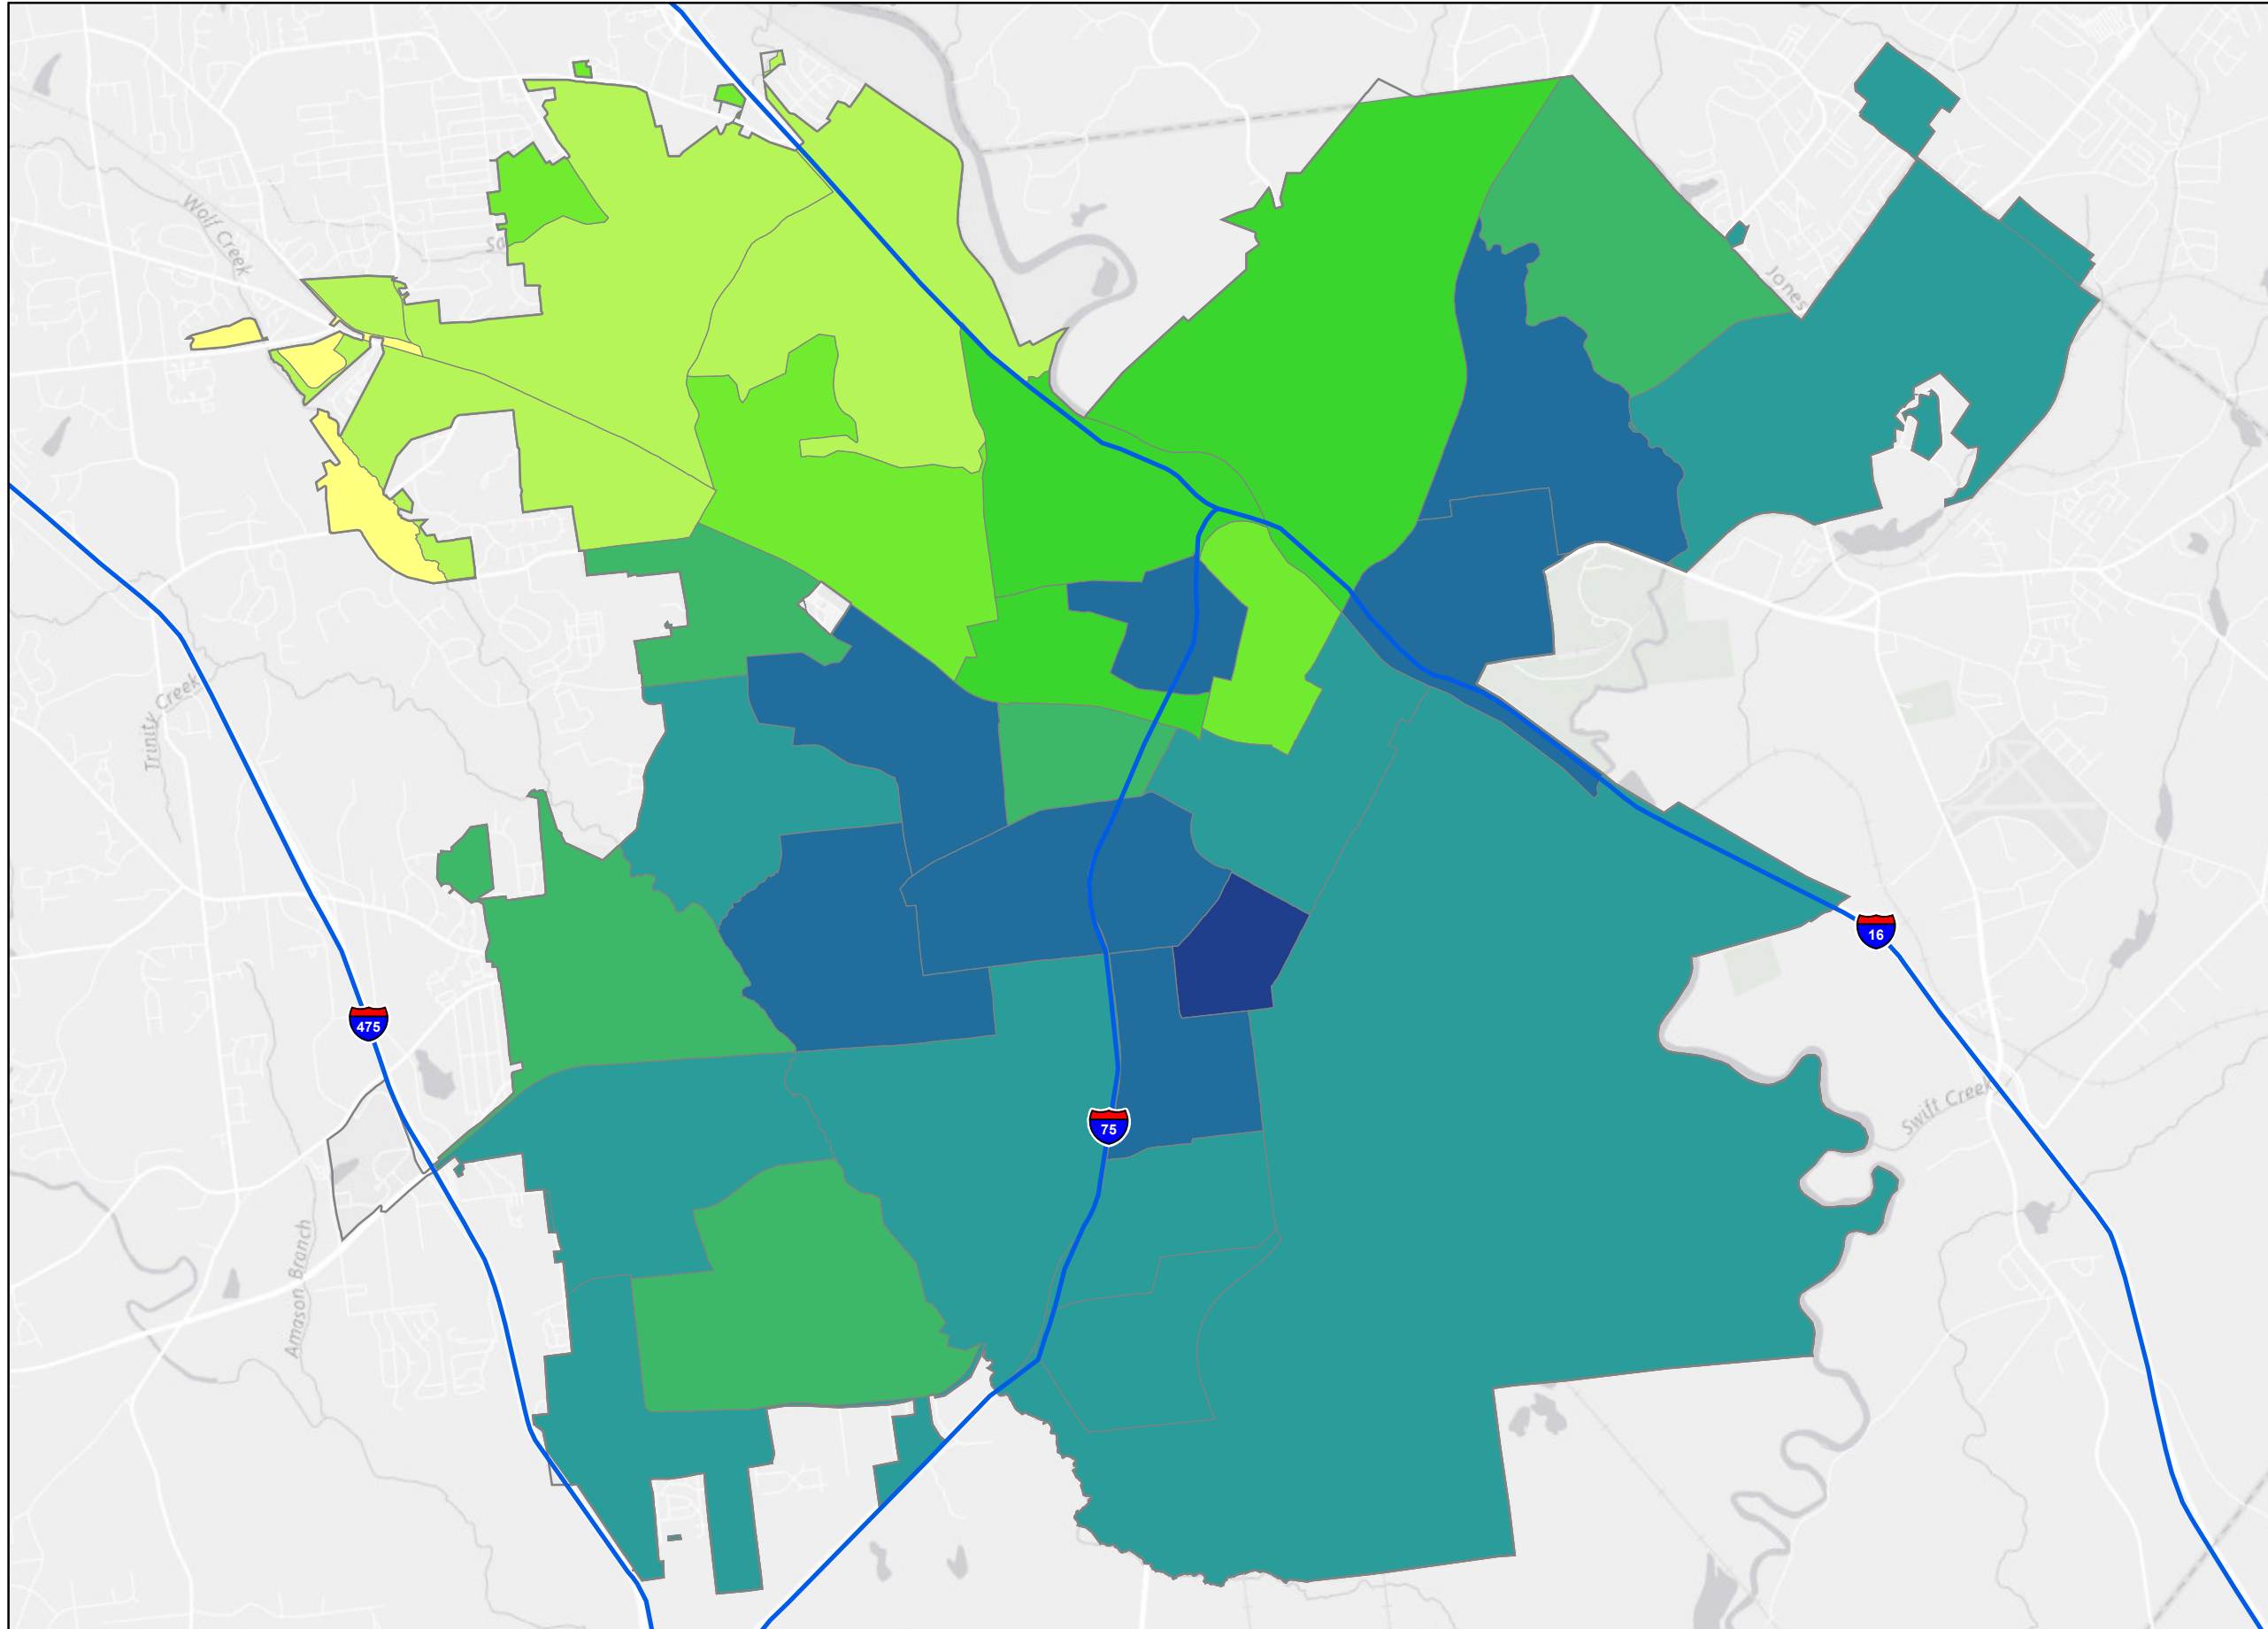 Wolf Creek
Jones
Trinity Creek
16
475
Swift Creek
75
Amason Branch